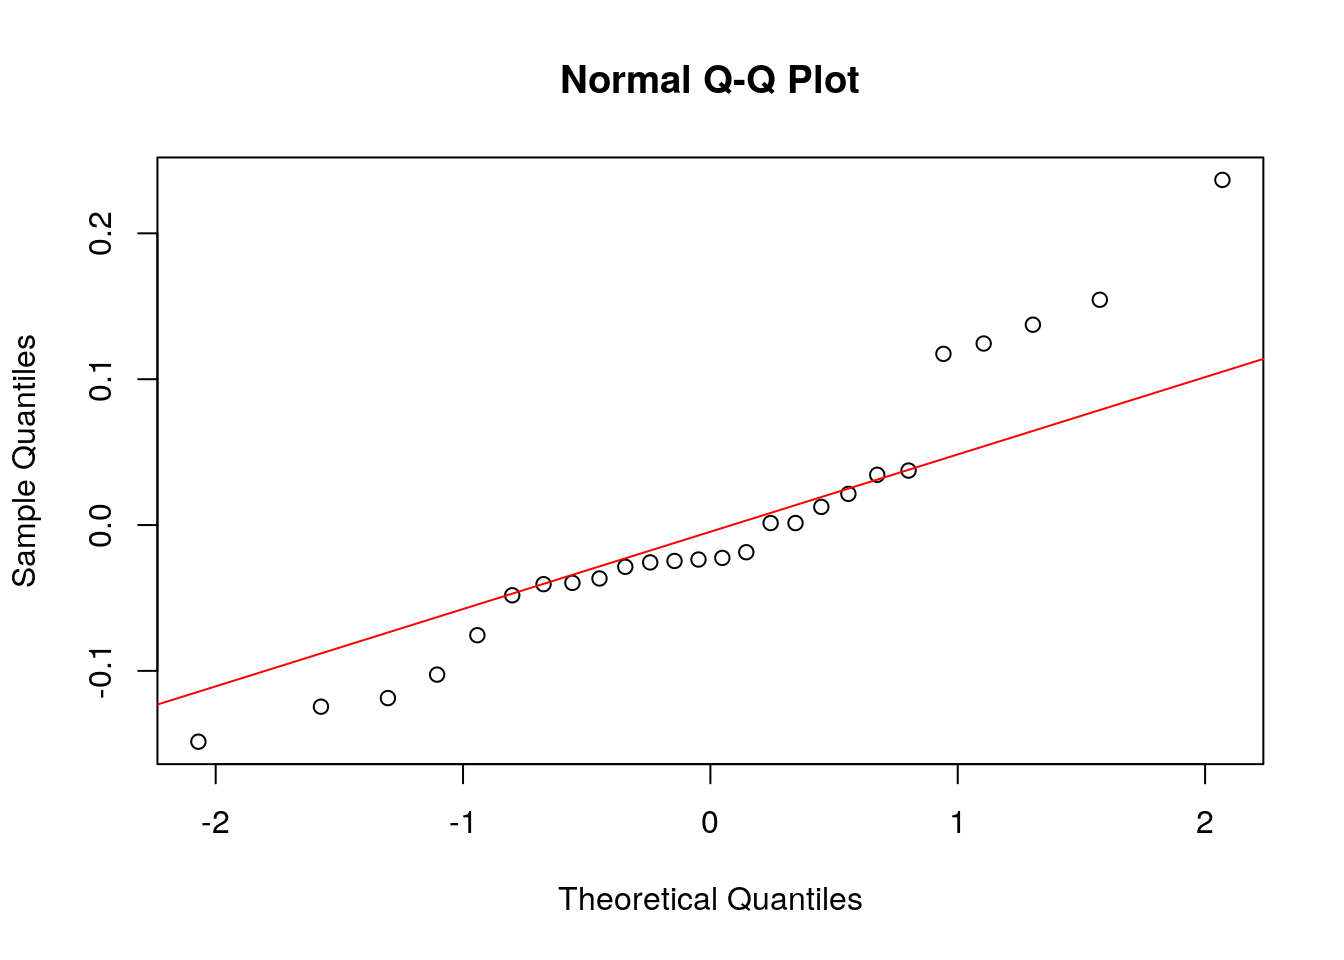 Normal Q-Q Plot
Sample Quantiles
0.2
0.1
0.0
-0.1
-2 -1 0 1 2
Theoretical Quantiles